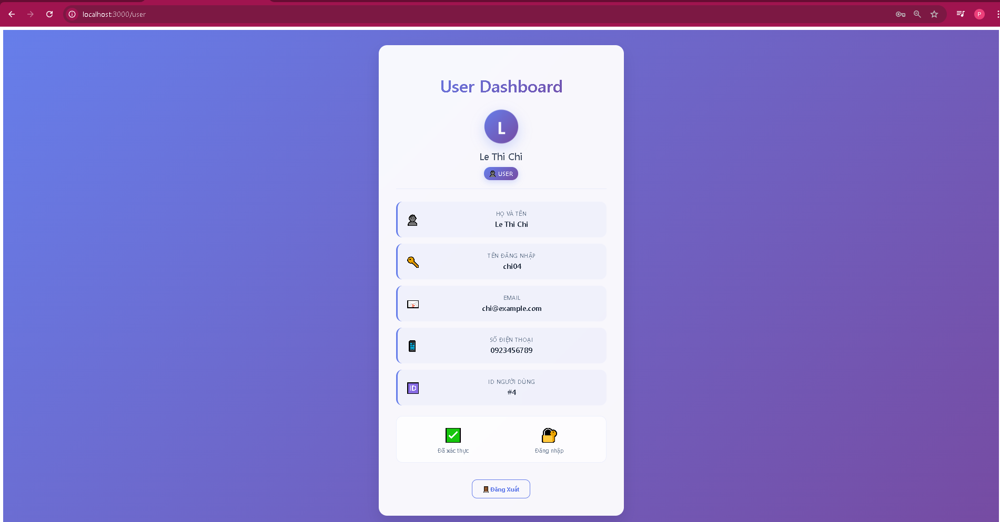 localhost:3000/user
P
User Dashboard
L
Le Thi Chi
USER
HỌ VÀ TÊN
Le Thi Chi
TÊN ĐĂNG NHẬP
chi04
EMAIL
chi@example.com
SỐ ĐIỆN THOẠI
0923456789
ID
ID NGƯỜI DÙNG
#4
Đã xác thực
Đăng nhập
Đăng Xuất